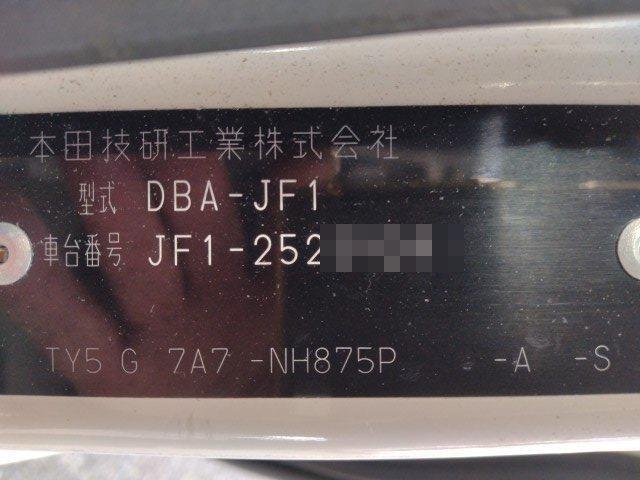 本田技研工業株式会社
型式 DBA-JF1
車台番号 JF1-252
TY5 G 7A7 -NH875P -A -S